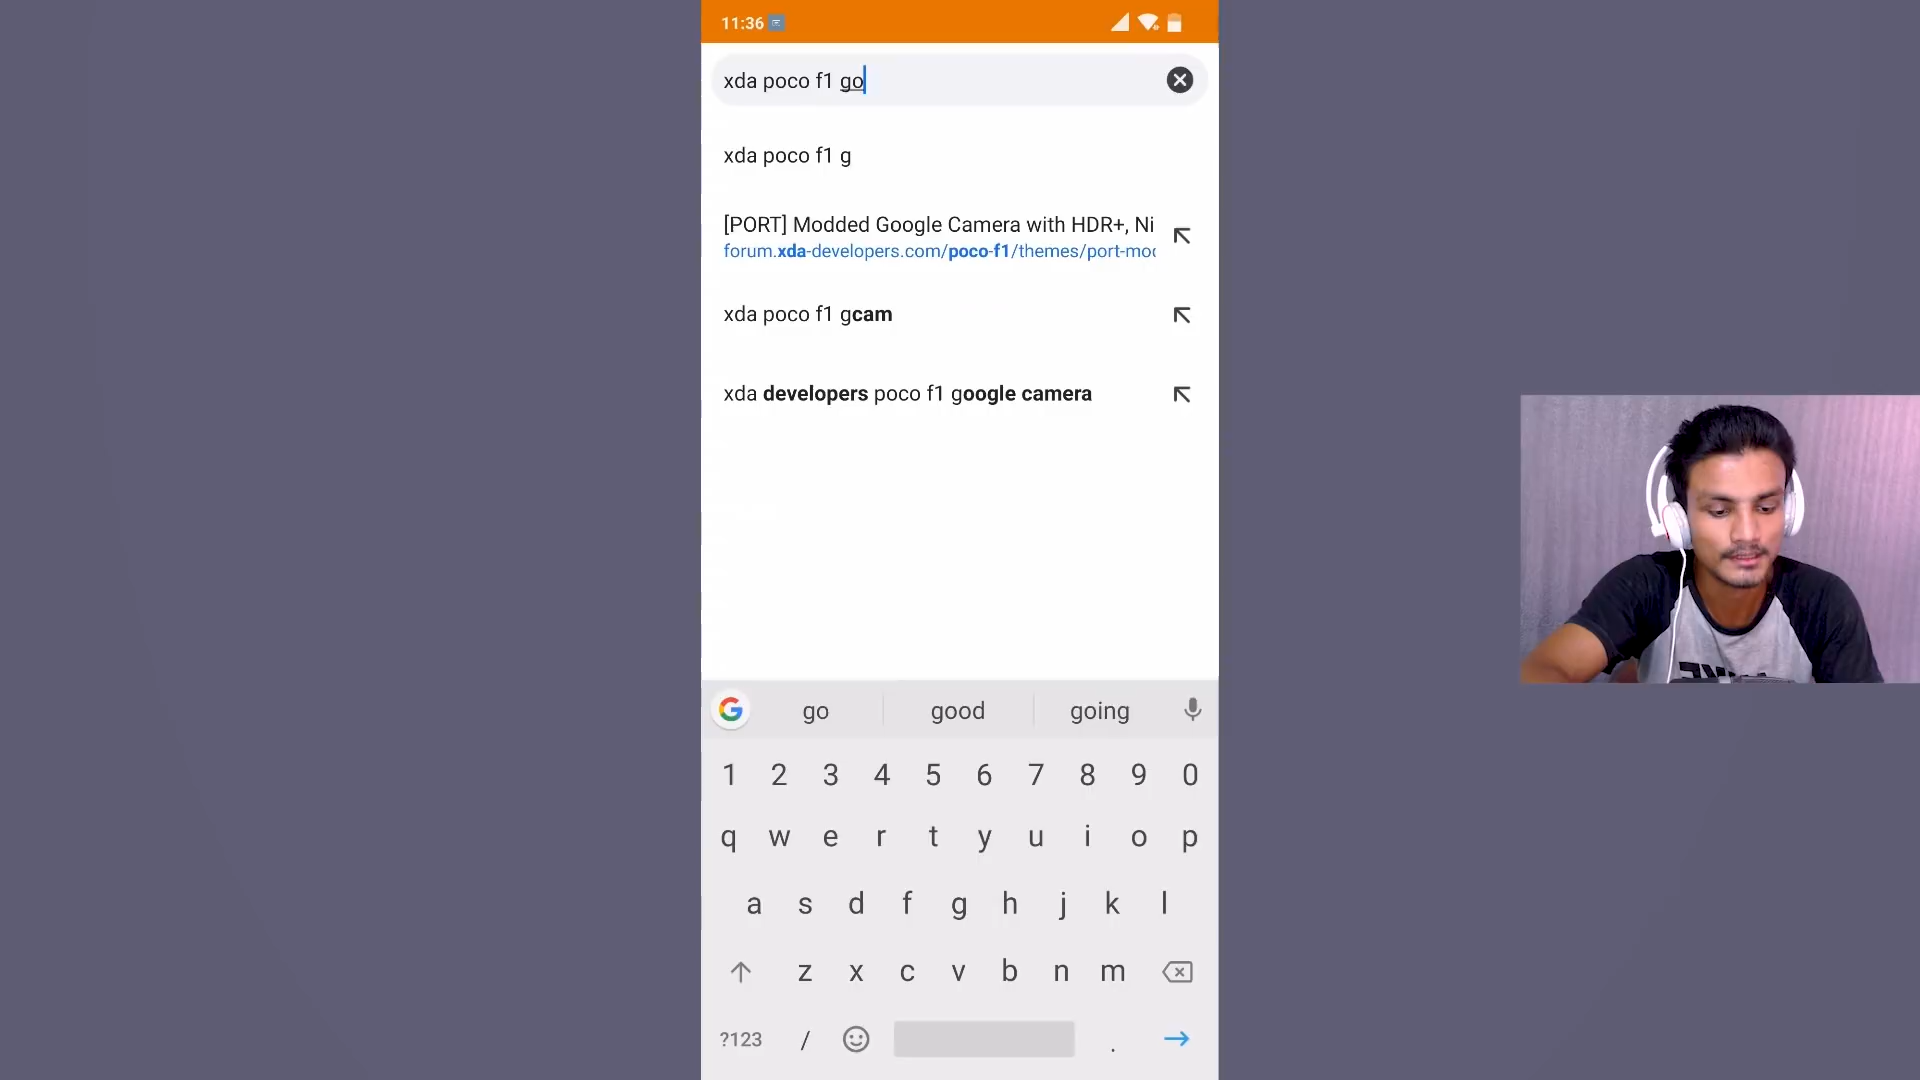 11:36
xda poco f1 go
xda poco f1 g
[PORT] Modded Google Camera with HDR+, Ni
forum.xda-developers.com/poco-f1/themes/port-moc
xda poco f1 gcam
xda developers poco f1 google camera
go good going
1 2 3 4 5 6 7 8 9 0
q w e r t y u i o p
a s d f g h j k l
z x c v b n m
?123 / .